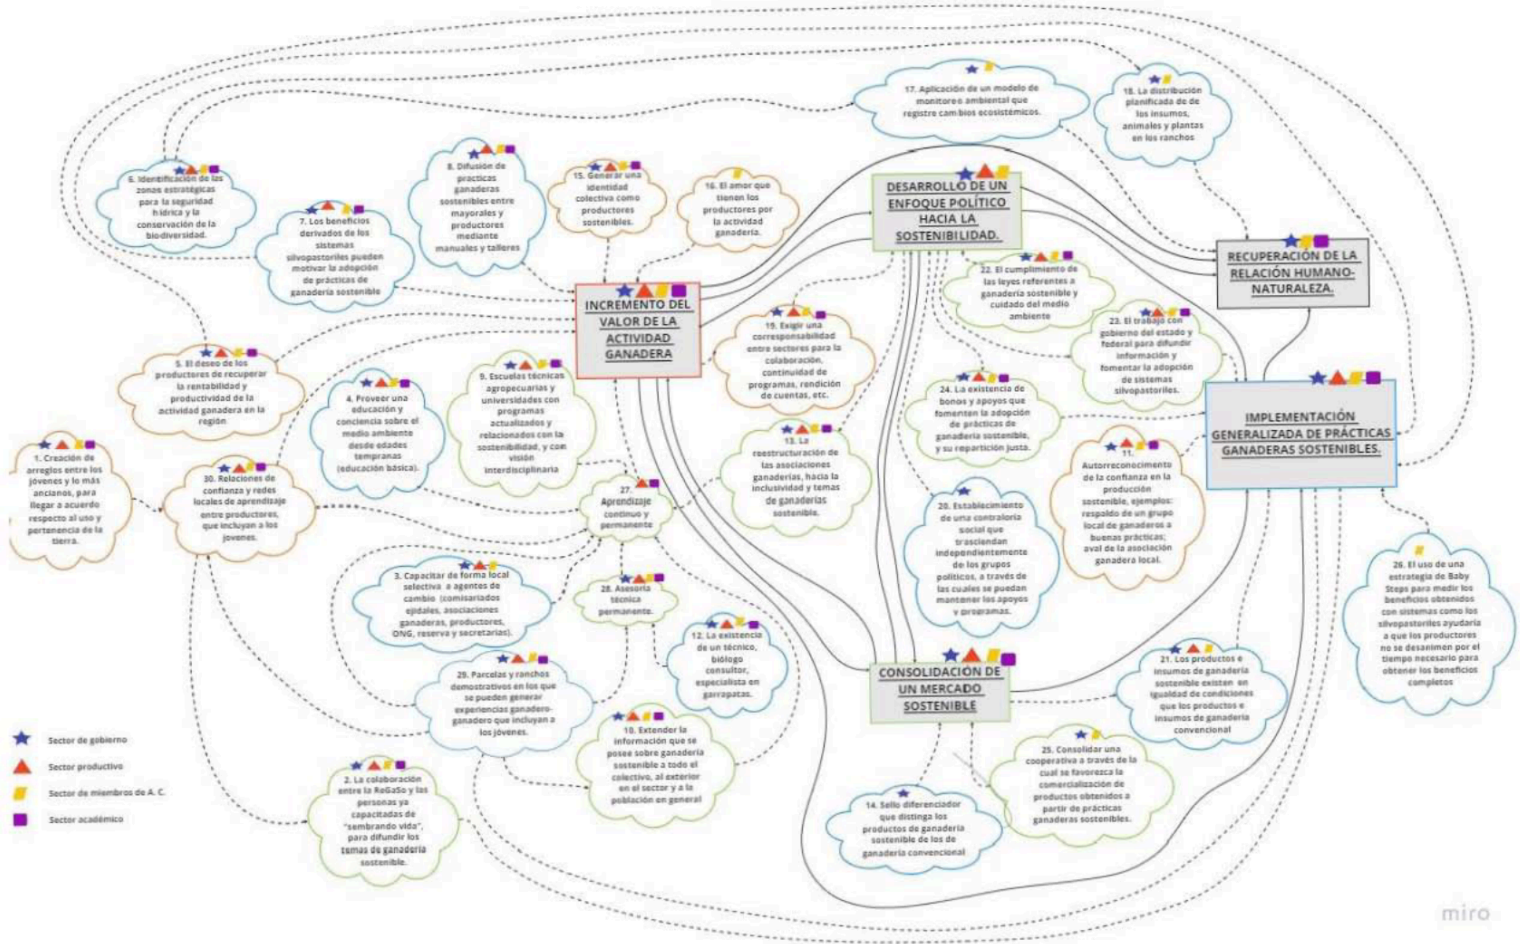 17. Aplicación de un modelo de
monitoreo ambiental que
registre cambios ecosistémicos.
18. La distribución
planificada de de
los insumos,
animales y plantas
en los ranchos
6. Identificación de las
zonas estratégicas
para la seguridad
hídrica y la
conservación de la
biodiversidad.
7. Los beneficios
derivados de los
sistemas
silvopastoriles pueden
motivar la adopción
de prácticas de
ganadería sostenible
8. Difusión de
practicas
ganaderas
sostenibles entre
mayorales y
productores
mediante
manuales y talleres
15. Generar una
identidad
colectiva como
productores
sostenibles.
16. El amor que
tienen los
productores por
la actividad
ganadería.
DESARROLLO DE UN
ENFOQUE POLÍTICO
HACIA LA
SOSTENIBILIDAD.
RECUPERACIÓN DE LA
RELACIÓN HUMANO-
NATURALEZA.
INCREMENTO DEL
VALOR DE LA
ACTIVIDAD
GANADERA
22. El cumplimiento de
las leyes referentes a
ganadería sostenible y
cuidado del medio
ambiente
23. El trabajo con
gobierno del estado y
federal para difundir
información y
fomentar la adopción
de sistemas
silvopastoriles.
19. Exigir una
corresponsabilidad
entre sectores para la
colaboración,
continuidad de
programas, rendición
de cuentas, etc.
5. El deseo de los
productores de recuperar
la rentabilidad y
productividad de la
actividad ganadera en la
región
4. Proveer una
educación y
conciencia sobre el
medio ambiente
desde edades
tempranas
(educación básica).
9. Escuelas técnicas
agropecuarias y
universidades con
programas
actualizados y
relacionados con la
sostenibilidad, y con
visión
interdisciplinaria
24. La existencia de
bonos y apoyos que
fomenten la adopción
de prácticas de
ganadería sostenible,
y su repartición justa.
IMPLEMENTACIÓN
GENERALIZADA DE PRÁCTICAS
GANADERAS SOSTENIBLES.
1. Creación de
arreglos entre los
jóvenes y lo más
ancianos, para
llegar a acuerdo
respecto al uso y
pertenencia de la
tierra.
30. Relaciones de
confianza y redes
locales de aprendizaje
entre productores,
que incluyan a los
jovenes.
27.
Aprendizaje
continuo y
permanente
13. La
reestructuración de
las asociaciones
ganaderías, hacia la
inclusividad y temas
de ganaderías
sostenible.
11.
Autorreconocimento
de la confianza en la
producción
sostenible, ejemplos:
respaldo de un grupo
local de ganaderos a
buenas prácticas;
aval de la asociación
ganadera local.
20. Establecimiento
de una contraloría
social que
trasciendan
independientemente
de los grupos
políticos, a través de
las cuales se puedan
mantener los apoyos
y programas.
3. Capacitar de forma local
selectiva a agentes de
cambio (comisariados
ejidales, asociaciones
ganaderas, productores,
ONG, reserva y secretarías).
28. Asesoría
técnica
permanente.
12. La existencia
de un técnico,
biólogo
consultor,
especialista en
garrapatas.
26. El uso de una
estrategia de Baby
Steps para medir los
beneficios obtenidos
con sistemas como los
silvopastoriles ayudaría
a que los productores
no se desanimen por el
tiempo necesario para
obtener los beneficios
completos
29. Parcelas y ranchos
demostrativos en los que
se pueden generar
experiencias ganadero-
ganadero que incluyan a
los jóvenes.
CONSOLIDACIÓN DE
UN MERCADO
SOSTENIBLE
21. Los productos e
insumos de ganadería
sostenible existen en
igualdad de condiciones
que los productos e
insumos de ganadería
convencional
10. Extender la
información que se
posee sobre ganadería
sostenible a todo el
colectivo, al exterior
en el sector y a la
población en general
25. Consolidar una
cooperativa a través de la
cual se favorezca la
comercialización de
productos obtenidos a
partir de prácticas
ganaderas sostenibles.
14. Sello diferenciador
que distinga los
productos de ganadería
sostenible de los de
ganadería convencional
2. La colaboración
entre la ReGaSo y las
personas ya
capacitadas de
"sembrando vida",
para difundir los
temas de ganadería
sostenible.
Sector de gobierno
Sector productivo
Sector de miembros de A. C.
Sector académico
miro